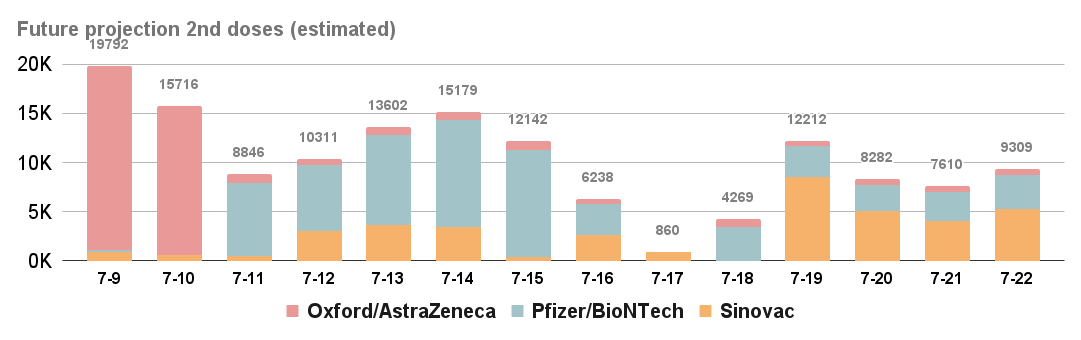 Future projection 2nd doses (estimated)
19792
20K
15716
15179
15K
13602
12142
12212
10311
10K
8846
9309
8282
7610
6238
5K
4269
860
0K
7-9 7-10 7-11 7-12 7-13 7-14 7-15 7-16 7-17 7-18 7-19 7-20 7-21 7-22
Oxford/AstraZeneca Pfizer/BioNTech Sinovac